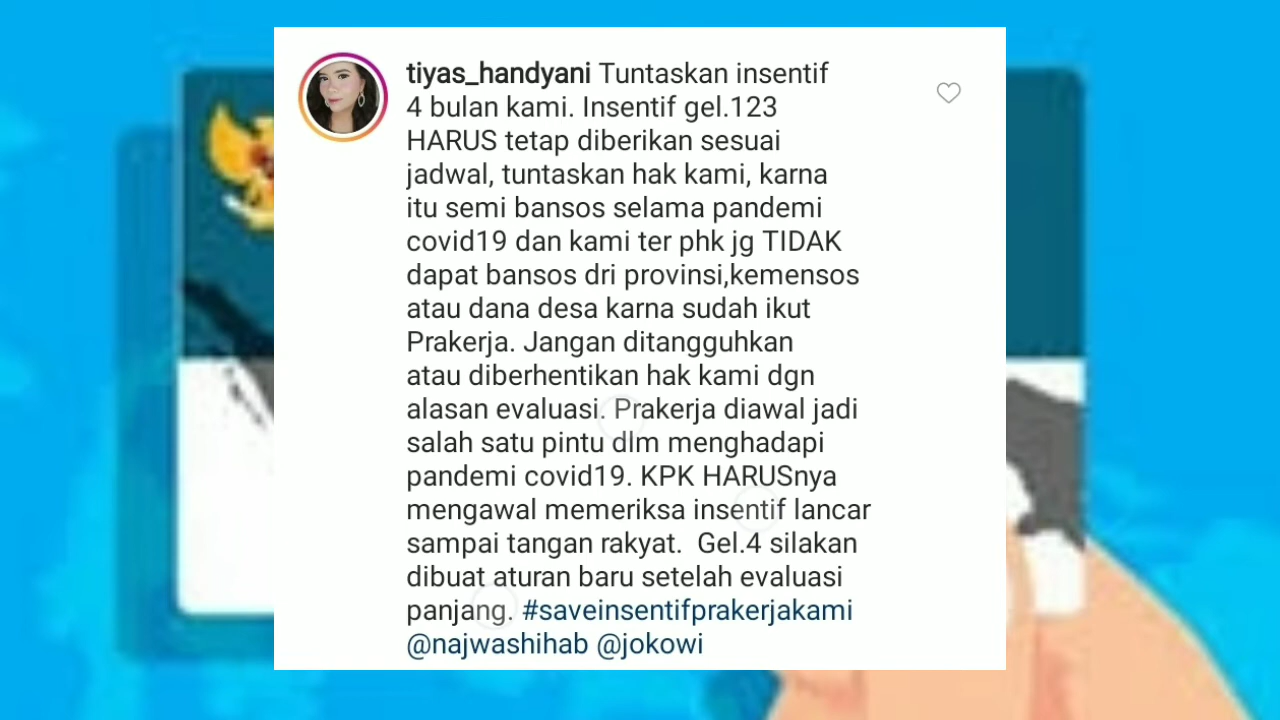 tiyas_handyani Tuntaskan insentif
4 bulan kami. Insentif gel.123
HARUS tetap diberikan sesuai
jadwal, tuntaskan hak kami, karna
itu semi bansos selama pandemi
covid19 dan kami ter phk jg TIDAK
dapat bansos dri provinsi,kemensos
atau dana desa karna sudah ikut
Prakerja. Jangan ditangguhkan
atau diberhentikan hak kami dgn
alasan evaluasi. Prakerja diawal jadi
salah satu pintu dlm menghadapi
pandemi covid19. KPK HARUSnya
mengawal memeriksa insentif lancar
sampai tangan rakyat.  Gel.4 silakan
dibuat aturan baru setelah evaluasi
panjang. #saveinsentifprakerjakami
@najwashihab @jokowi